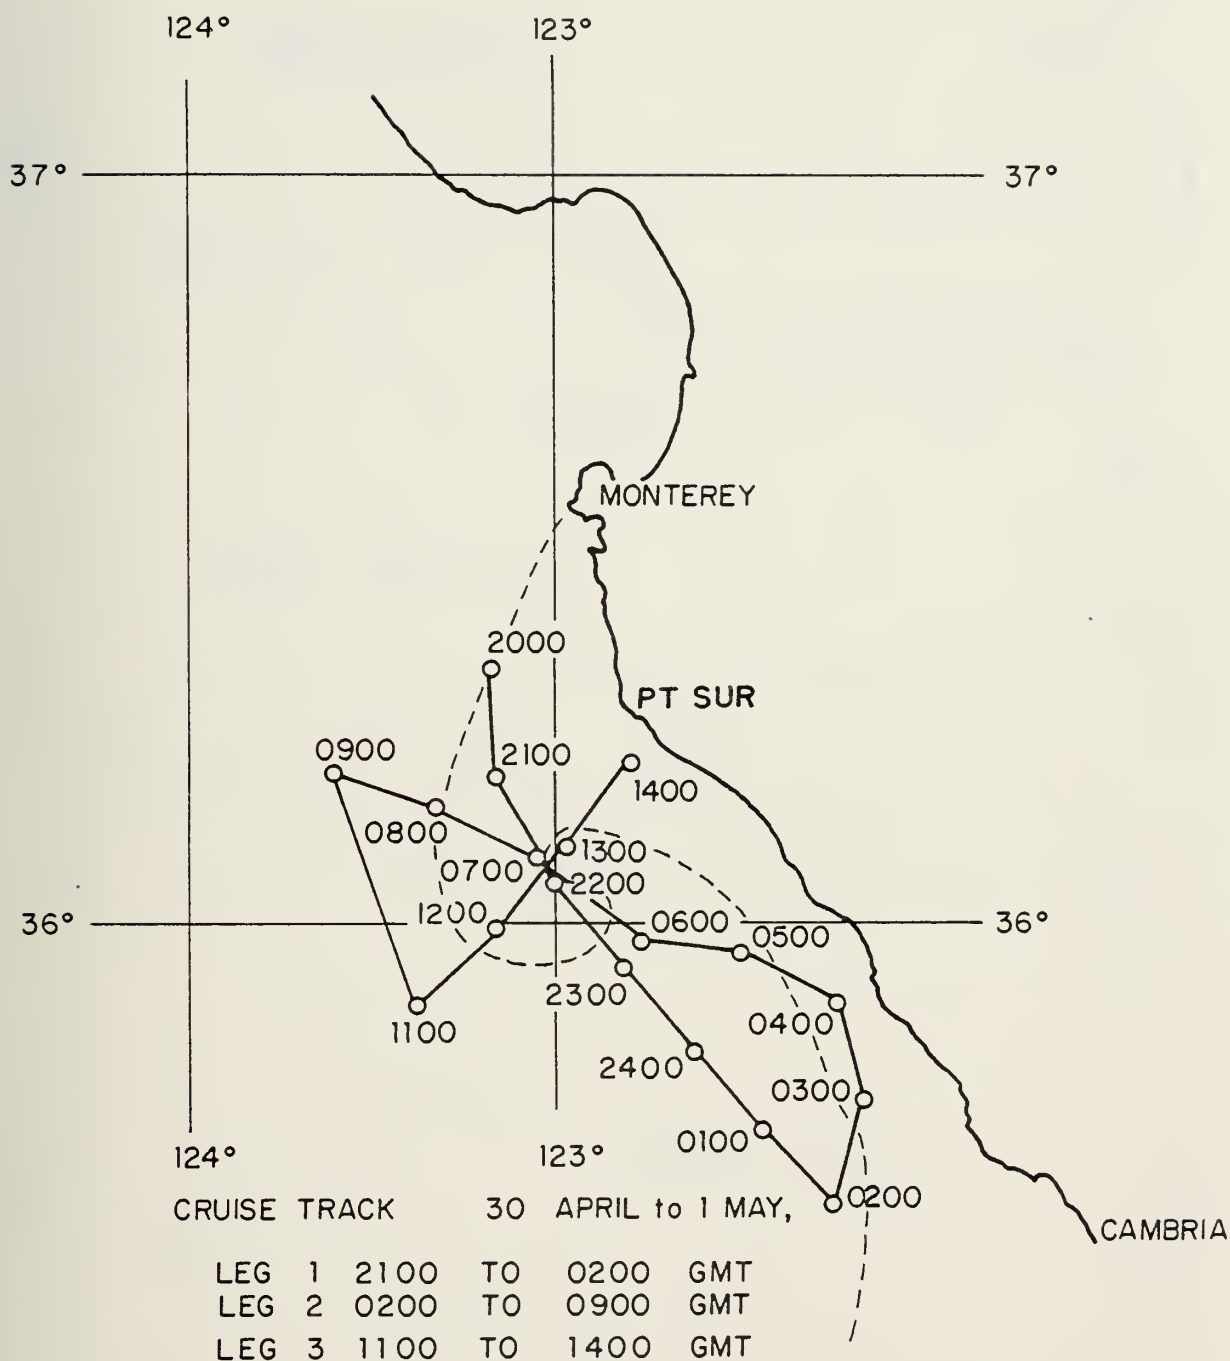 124° 123°
37° 37°
MONTEREY
2000
PT SUR
0900 2100
1400
0800
1300
0700
2200
1200 0600
36° 36°
0500
2300
0400
1100
2400
0300
0100
124° 123°
0200
CRUISE TRACK 30 APRIL to 1 MAY,
CAMBRIA
LEG 1 2100 TO 0200 GMT
LEG 2 0200 TO 0900 GMT
LEG 3 1100 TO 1400 GMT